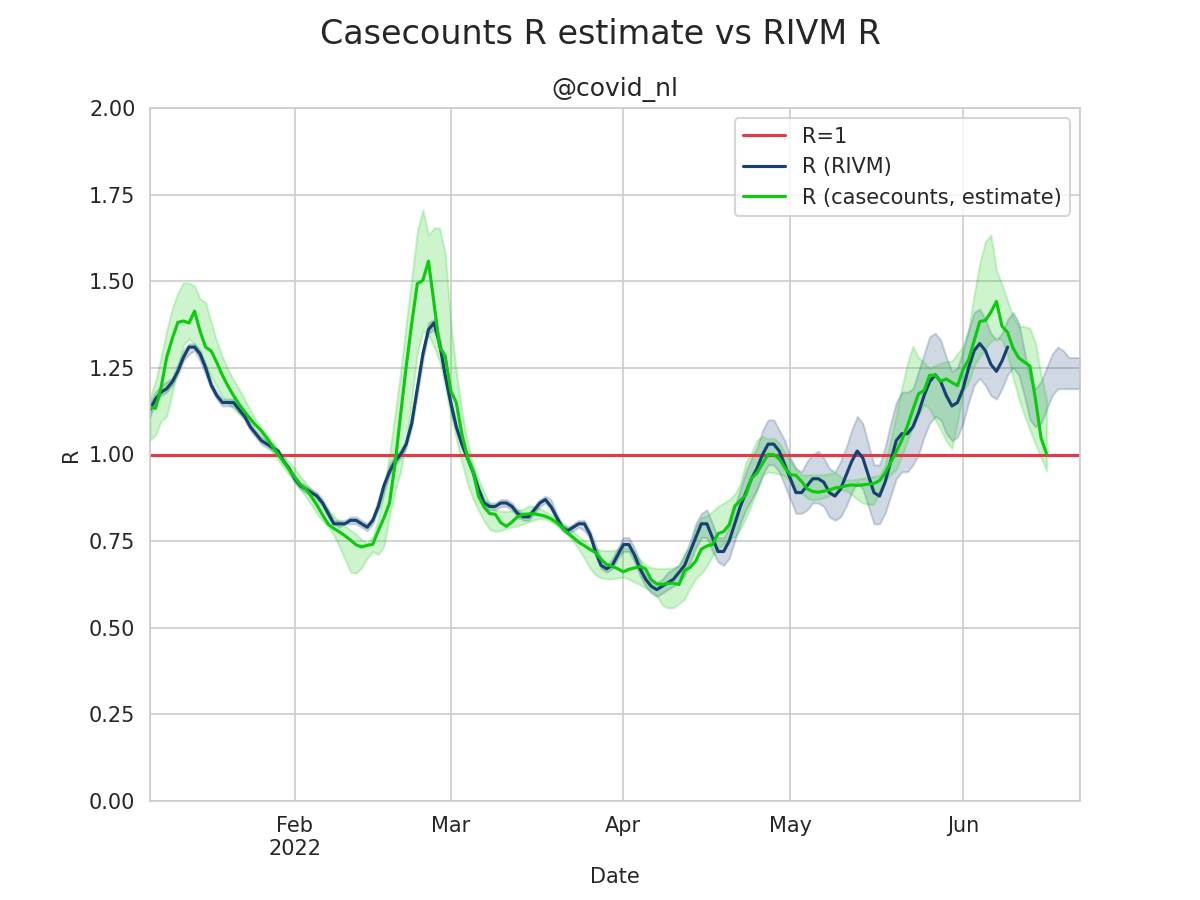 Casecounts R estimate vs RIVM R
@covid_nl
2.00
1.75
1.50
1.25
1.00
0.75
0.50
0.25
0.00
R
R=1
R (RIVM)
R (casecounts, estimate)
Feb
2022
Mar
Apr
May
Jun
Date